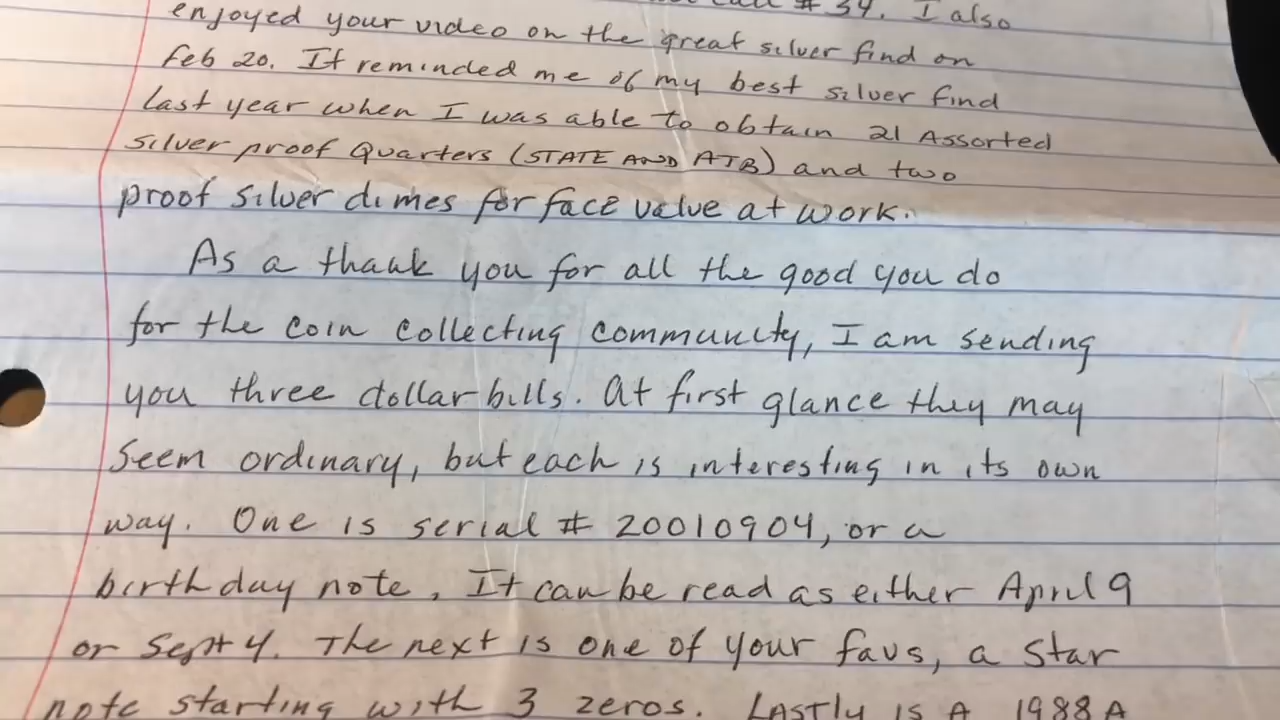 # 34. I also
enjoyed your video on the great silver find on
Feb 20. It reminded me of my best silver find
last year when I was able to obtain 21 Assorted
silver proof Quarters (STATE AND ATB) and two
proof silver dimes for face value at work.
As a thank you for all the good you do
for the coin collecting community, I am sending
you three dollar bills. At first glance they may
seem ordinary, but each is interesting in its own
way. One is serial # 20010904, or a
birthday note. It can be read as either April 9
or Sept 4. The next is one of your favs, a star
note starting with 3 zeros. Lastly is A 1988 A